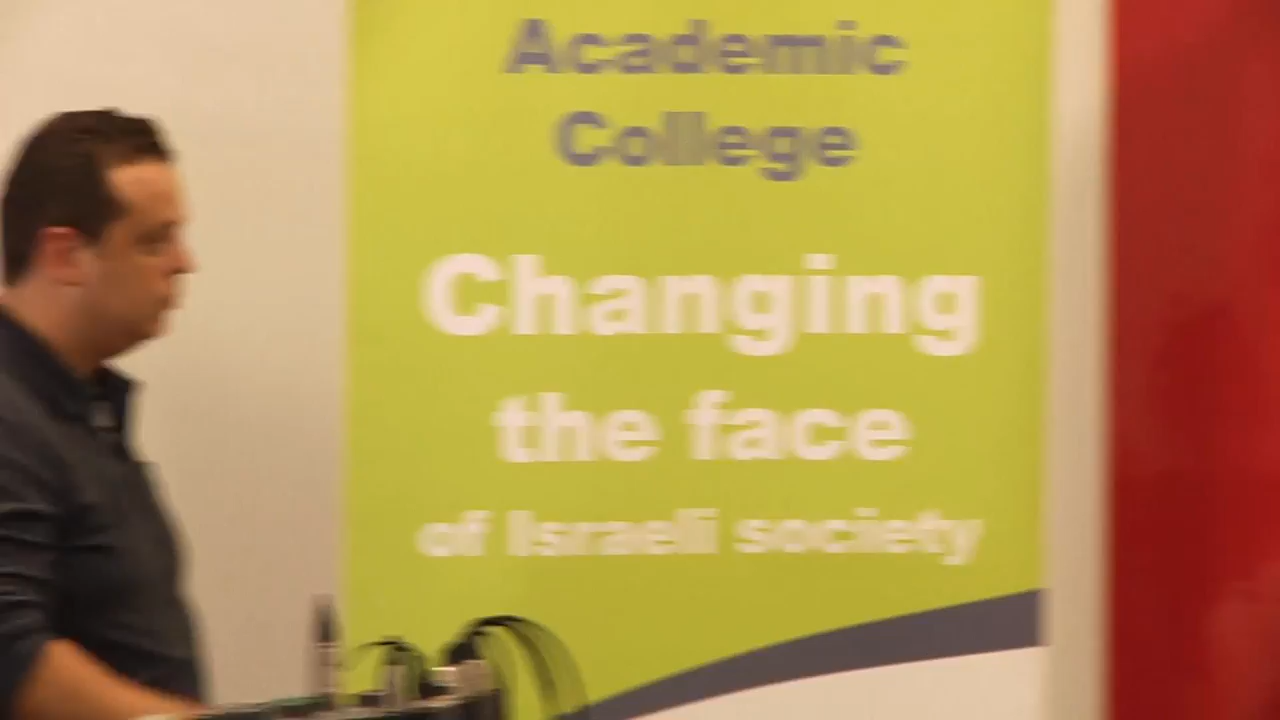 Academic
College
Changing
the face
of Israeli society